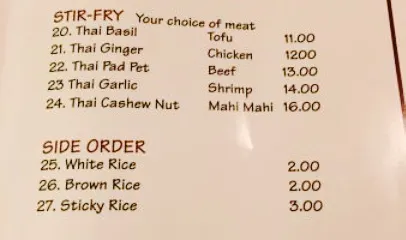 STIR-FRY Your choice of meat
20. Thai Basil Tofu 11.00
21. Thai Ginger Chicken 1200
22. Thai Pad Pet Beef 13.00
23 Thai Garlic Shrimp 14.00
24. Thai Cashew Nut Mahi Mahi 16.00
SIDE ORDER
25. White Rice 2.00
26. Brown Rice 2.00
27. Sticky Rice 3.00